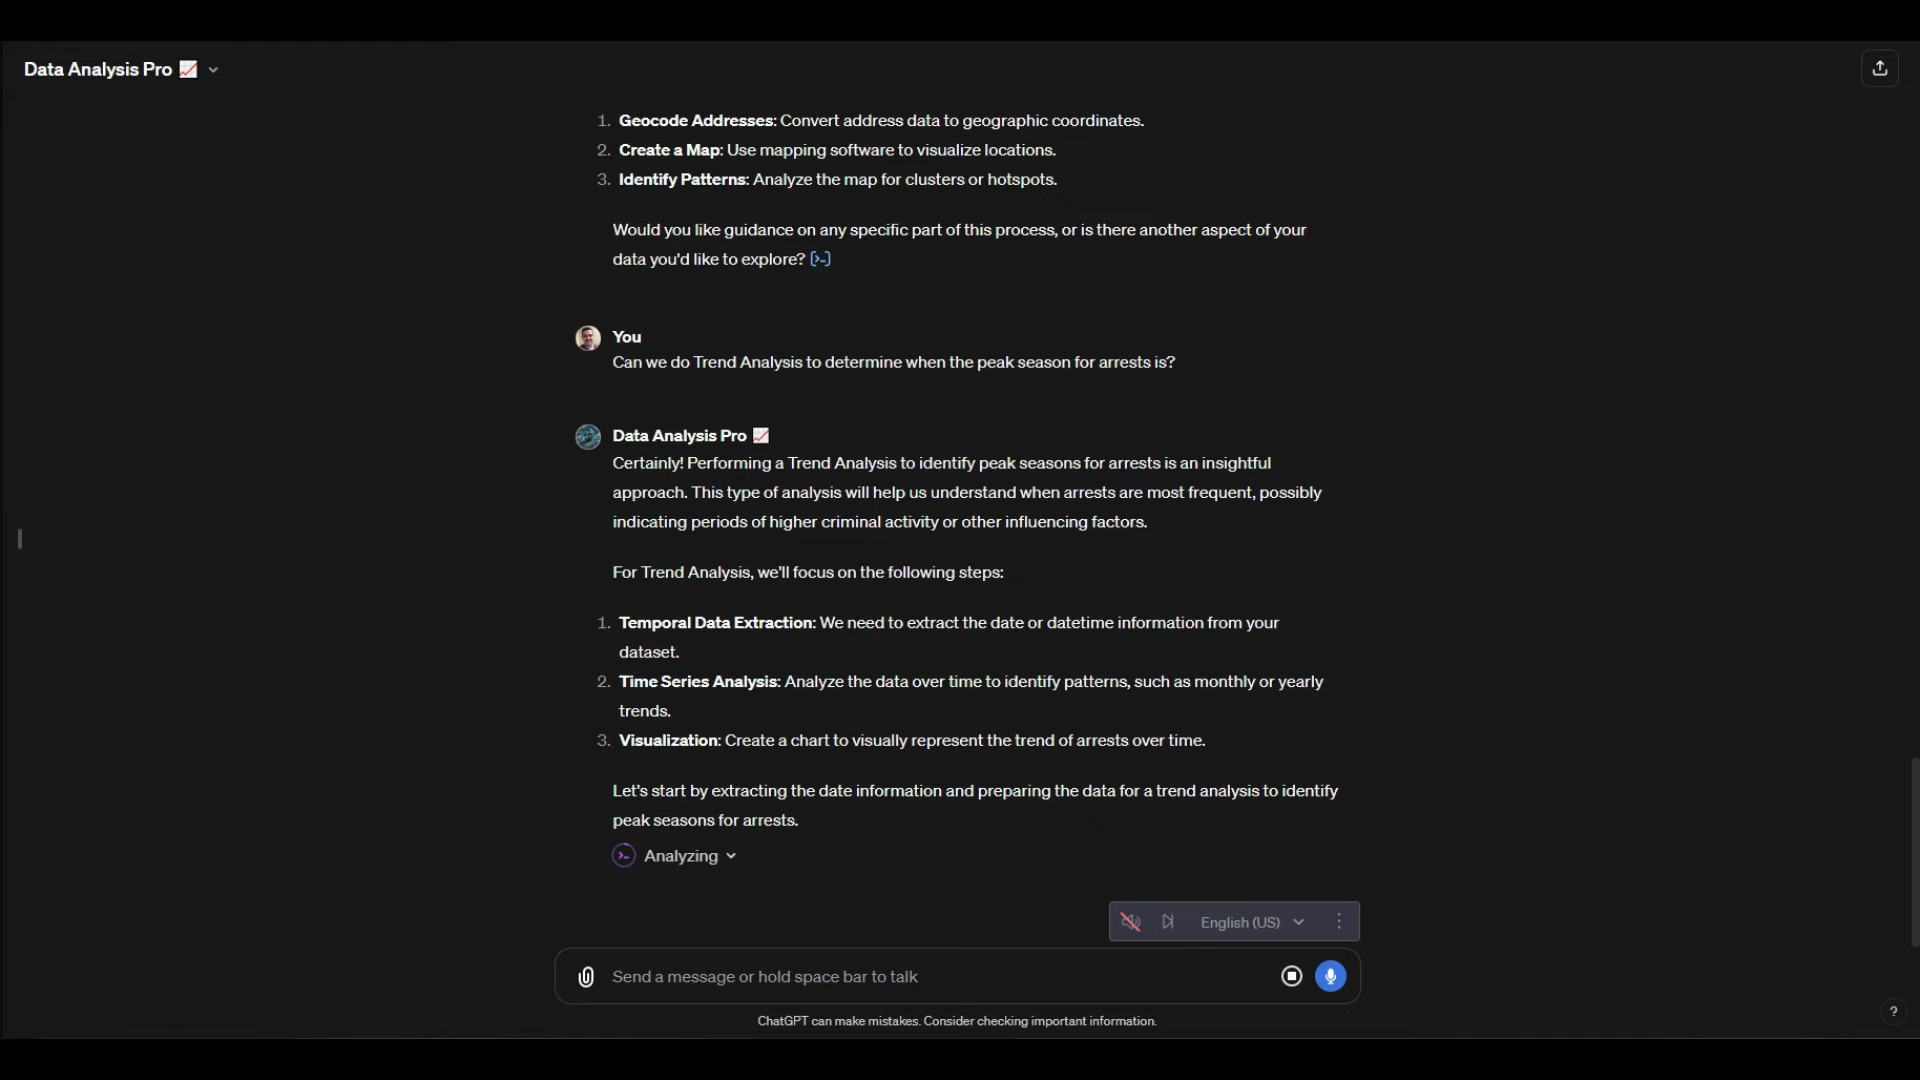 Data Analysis Pro 📈
1. Geocode Addresses: Convert address data to geographic coordinates.
2. Create a Map: Use mapping software to visualize locations.
3. Identify Patterns: Analyze the map for clusters or hotspots.
Would you like guidance on any specific part of this process, or is there another aspect of your
data you'd like to explore? [>-]
You
Can we do Trend Analysis to determine when the peak season for arrests is?
Data Analysis Pro 📈
Certainly! Performing a Trend Analysis to identify peak seasons for arrests is an insightful
approach. This type of analysis will help us understand when arrests are most frequent, possibly
indicating periods of higher criminal activity or other influencing factors.
For Trend Analysis, we'll focus on the following steps:
1. Temporal Data Extraction: We need to extract the date or datetime information from your
dataset.
2. Time Series Analysis: Analyze the data over time to identify patterns, such as monthly or yearly
trends.
3. Visualization: Create a chart to visually represent the trend of arrests over time.
Let's start by extracting the date information and preparing the data for a trend analysis to identify
peak seasons for arrests.
Analyzing
English (US)
Send a message or hold space bar to talk
ChatGPT can make mistakes. Consider checking important information.
?